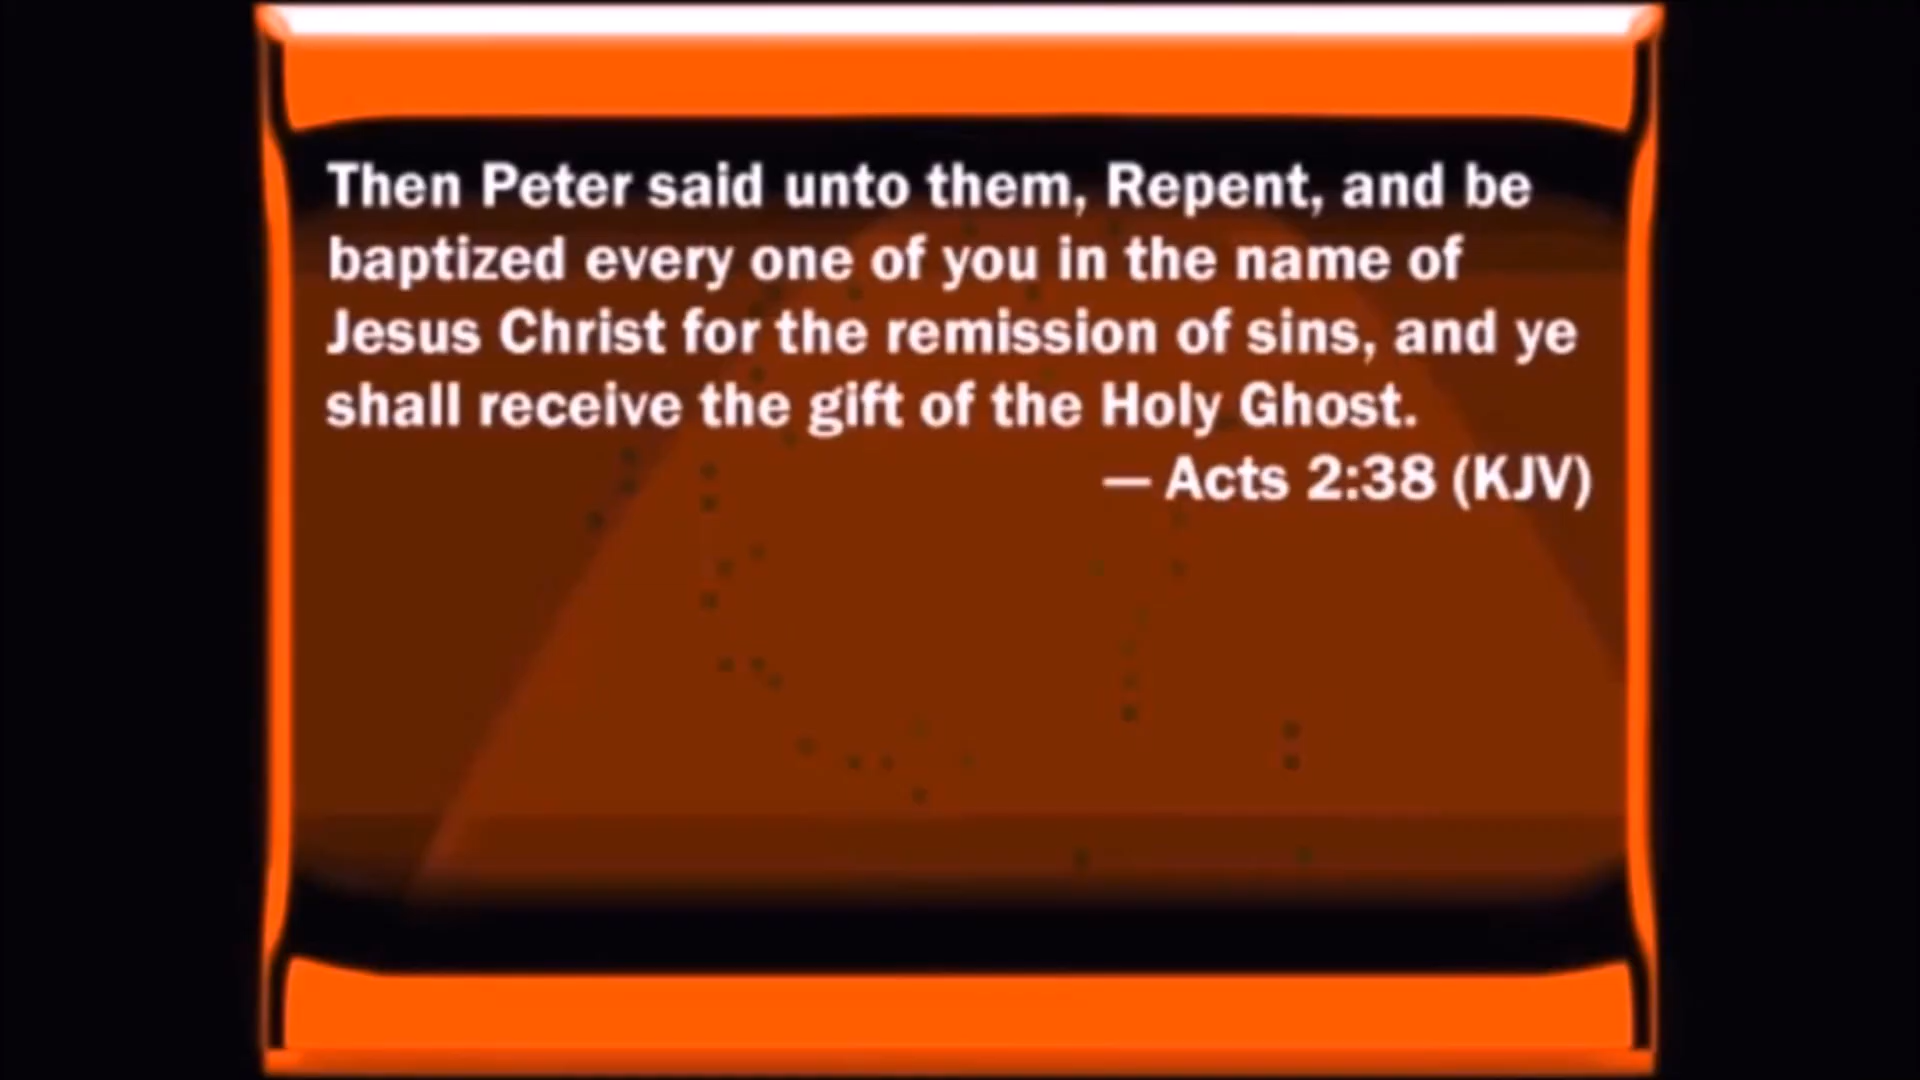 Then Peter said unto them, Repent, and be
baptized every one of you in the name of
Jesus Christ for the remission of sins, and ye
shall receive the gift of the Holy Ghost.
— Acts 2:38 (KJV)